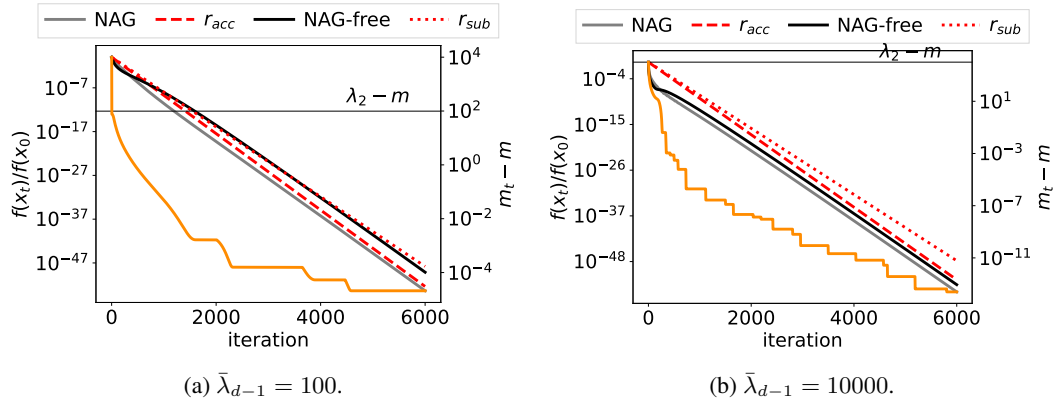 NAG r_acc NAG-free r_sub
10^-7
10^-17
10^-27
10^-37
10^-47
f(x_t)/f(x_0)
λ_2 − m
10^4
10^2
10^0
10^-2
10^-4
m_t − m
0 2000 4000 6000
iteration
(a) λ̄_{d−1} = 100.
NAG r_acc NAG-free r_sub
10^-4
10^-15
10^-26
10^-37
10^-48
f(x_t)/f(x_0)
λ_2 − m
10^1
10^-3
10^-7
10^-11
m_t − m
0 2000 4000 6000
iteration
(b) λ̄_{d−1} = 10000.